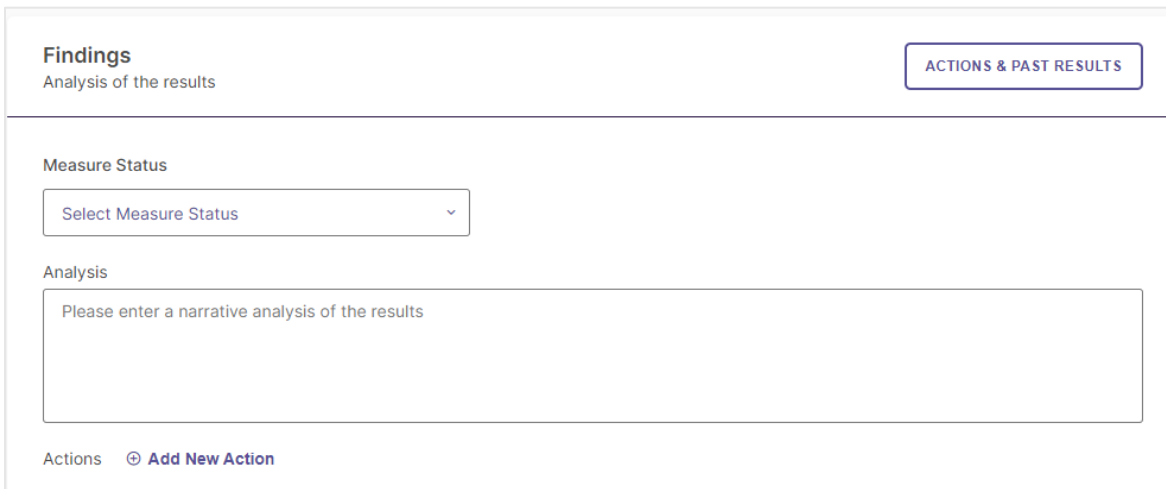 Findings
Analysis of the results
ACTIONS & PAST RESULTS
Measure Status
Select Measure Status
Analysis
Please enter a narrative analysis of the results
Actions
Add New Action